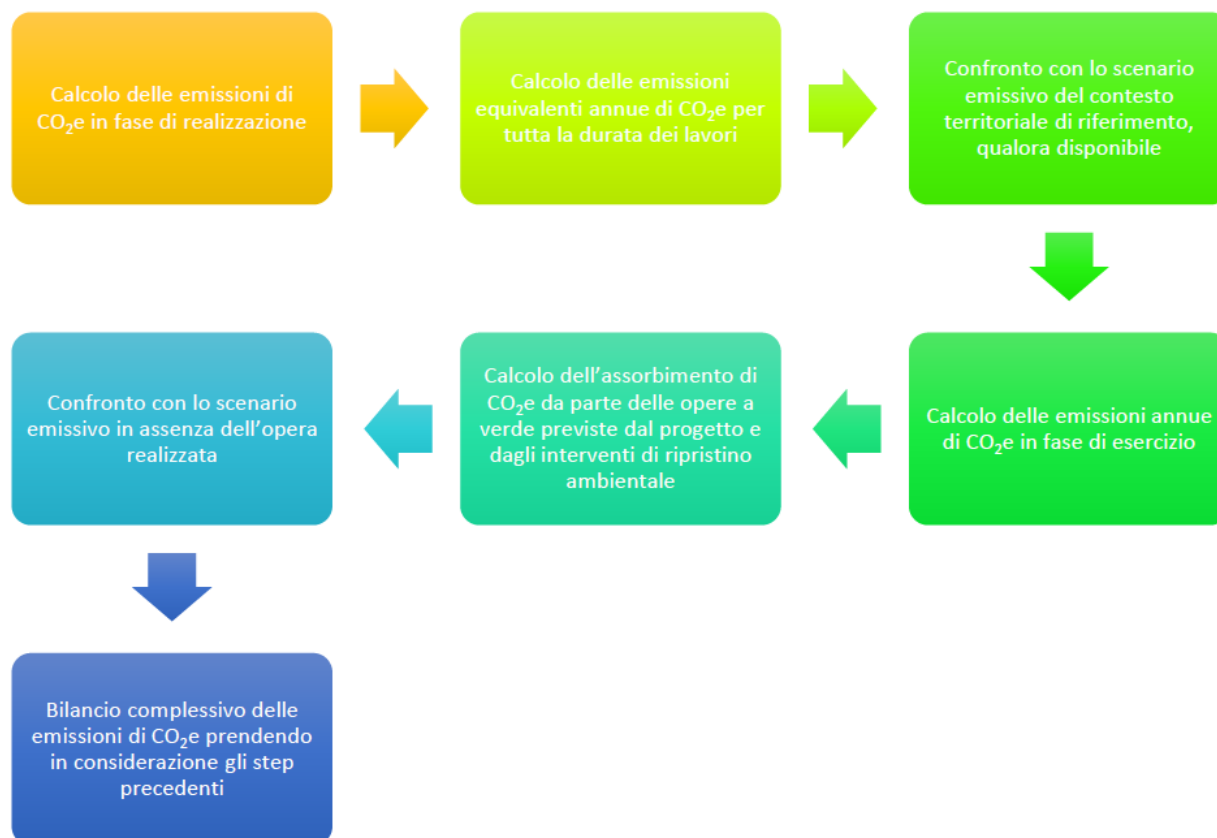 Calcolo delle emissioni di
CO₂e in fase di realizzazione
Calcolo delle emissioni
equivalenti annue di CO₂e per
tutta la durata dei lavori
Confronto con lo scenario
emissivo del contesto
territoriale di riferimento,
qualora disponibile
Calcolo delle emissioni annue
di CO₂e in fase di esercizio
Calcolo dell’assorbimento di
CO₂e da parte delle opere a
verde previste dal progetto e
dagli interventi di ripristino
ambientale
Confronto con lo scenario
emissivo in assenza dell’opera
realizzata
Bilancio complessivo delle
emissioni di CO₂e prendendo
in considerazione gli step
precedenti